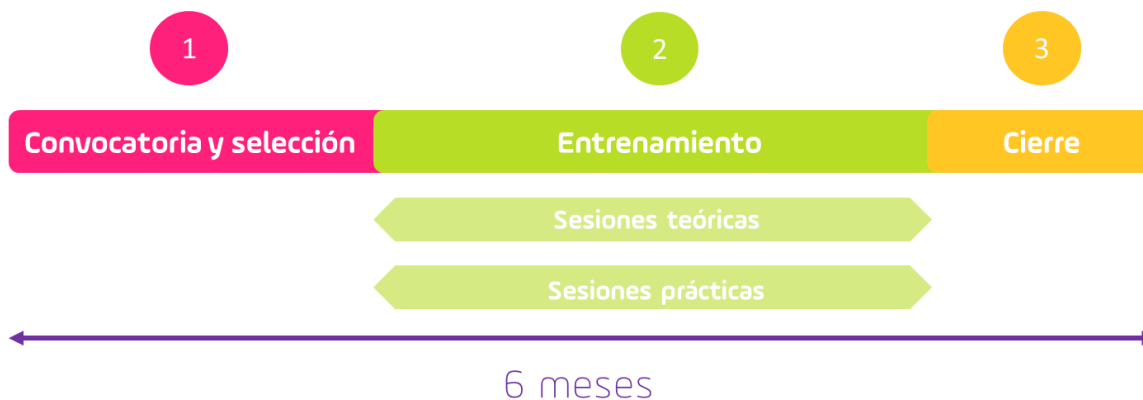 1
2
3
Convocatoria y selección
Entrenamiento
Cierre
Sesiones teóricas
Sesiones prácticas
6 meses